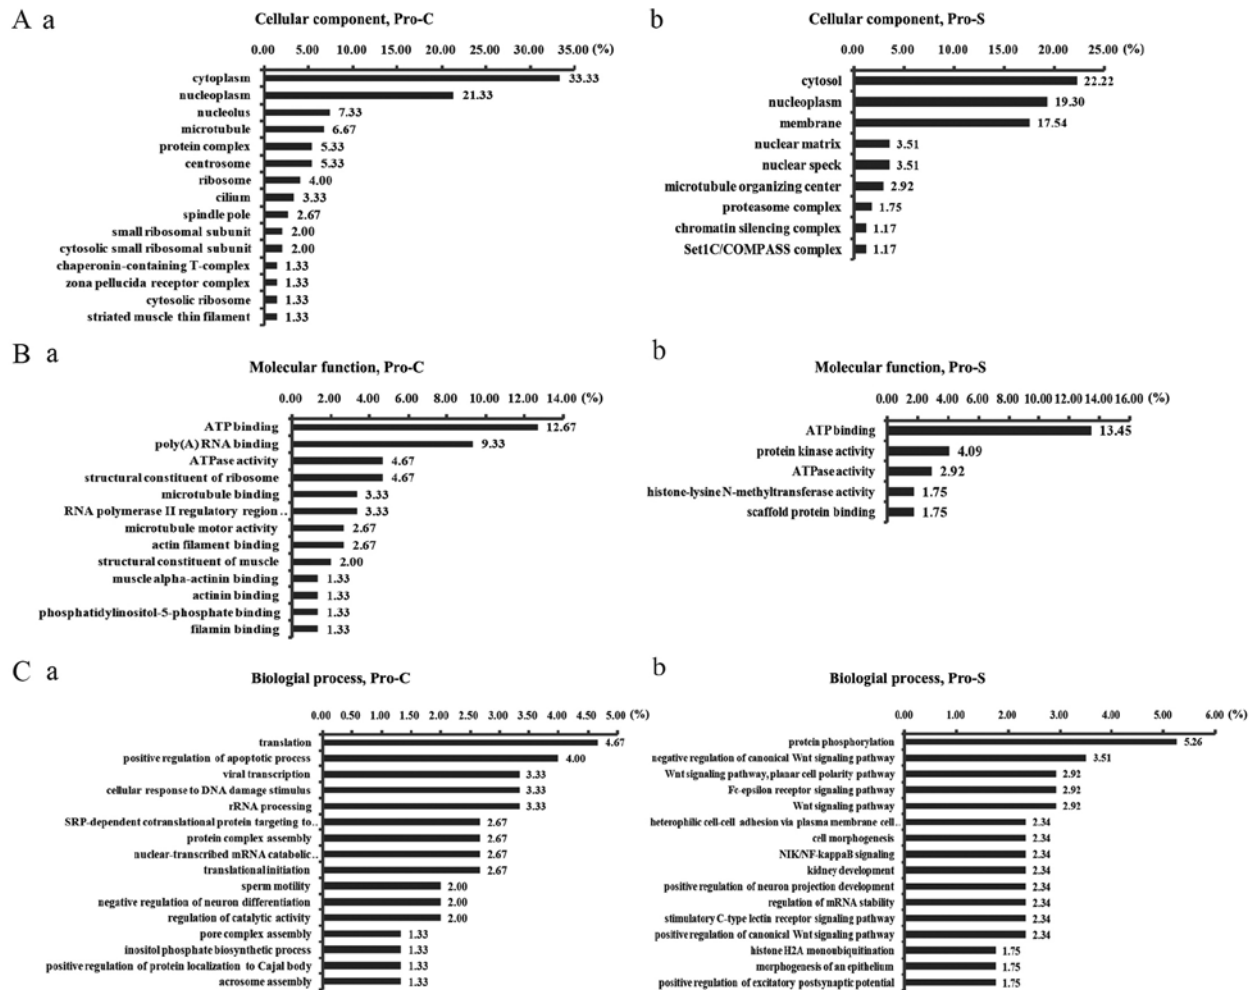 A a
Cellular component, Pro-C
0.00 5.00 10.00 15.00 20.00 25.00 30.00 35.00 (%)
cytoplasm 33.33
nucleoplasm 21.33
nucleolus 7.33
microtubule 6.67
protein complex 5.33
centrosome 5.33
ribosome 4.00
cilium 3.33
spindle pole 2.67
small ribosomal subunit 2.00
cytosolic small ribosomal subunit 2.00
chaperonin-containing T-complex 1.33
zona pellucida receptor complex 1.33
cytosolic ribosome 1.33
striated muscle thin filament 1.33
b
Cellular component, Pro-S
0.00 5.00 10.00 15.00 20.00 25.00 (%)
cytosol 22.22
nucleoplasm 19.30
membrane 17.54
nuclear matrix 3.51
nuclear speck 3.51
microtubule organizing center 2.92
proteasome complex 1.75
chromatin silencing complex 1.17
Set1C/COMPASS complex 1.17
B a
Molecular function, Pro-C
0.00 2.00 4.00 6.00 8.00 10.00 12.00 14.00 (%)
ATP binding 12.67
poly(A) RNA binding 9.33
ATPase activity 4.67
structural constituent of ribosome 4.67
microtubule binding 3.33
RNA polymerase II regulatory region .. 3.33
microtubule motor activity 2.67
actin filament binding 2.67
structural constituent of muscle 2.00
muscle alpha-actinin binding 1.33
actinin binding 1.33
phosphatidylinositol-5-phosphate binding 1.33
filamin binding 1.33
b
Molecular function, Pro-S
0.00 2.00 4.00 6.00 8.00 10.00 12.00 14.00 16.00 (%)
ATP binding 13.45
protein kinase activity 4.09
ATPase activity 2.92
histone-lysine N-methyltransferase activity 1.75
scaffold protein binding 1.75
C a
Biologial process, Pro-C
0.00 0.50 1.00 1.50 2.00 2.50 3.00 3.50 4.00 4.50 5.00 (%)
translation 4.67
positive regulation of apoptotic process 4.00
viral transcription 3.33
cellular response to DNA damage stimulus 3.33
rRNA processing 3.33
SRP-dependent cotranslational protein targeting to.. 2.67
protein complex assembly 2.67
nuclear-transcribed mRNA catabolic.. 2.67
translational initiation 2.67
sperm motility 2.00
negative regulation of neuron differentiation 2.00
regulation of catalytic activity 2.00
pore complex assembly 1.33
inositol phosphate biosynthetic process 1.33
positive regulation of protein localization to Cajal body 1.33
acrosome assembly 1.33
b
Biologial process, Pro-S
0.00 1.00 2.00 3.00 4.00 5.00 6.00 (%)
protein phosphorylation 5.26
negative regulation of canonical Wnt signaling pathway 3.51
Wnt signaling pathway, planar cell polarity pathway 2.92
Fc-epsilon receptor signaling pathway 2.92
Wnt signaling pathway 2.92
heterophilic cell-cell adhesion via plasma membrane cell.. 2.34
cell morphogenesis 2.34
NIK/NF-kappaB signaling 2.34
kidney development 2.34
positive regulation of neuron projection development 2.34
regulation of mRNA stability 2.34
stimulatory C-type lectin receptor signaling pathway 2.34
positive regulation of canonical Wnt signaling pathway 2.34
histone H2A monoubiquitination 1.75
morphogenesis of an epithelium 1.75
positive regulation of excitatory postsynaptic potential 1.75